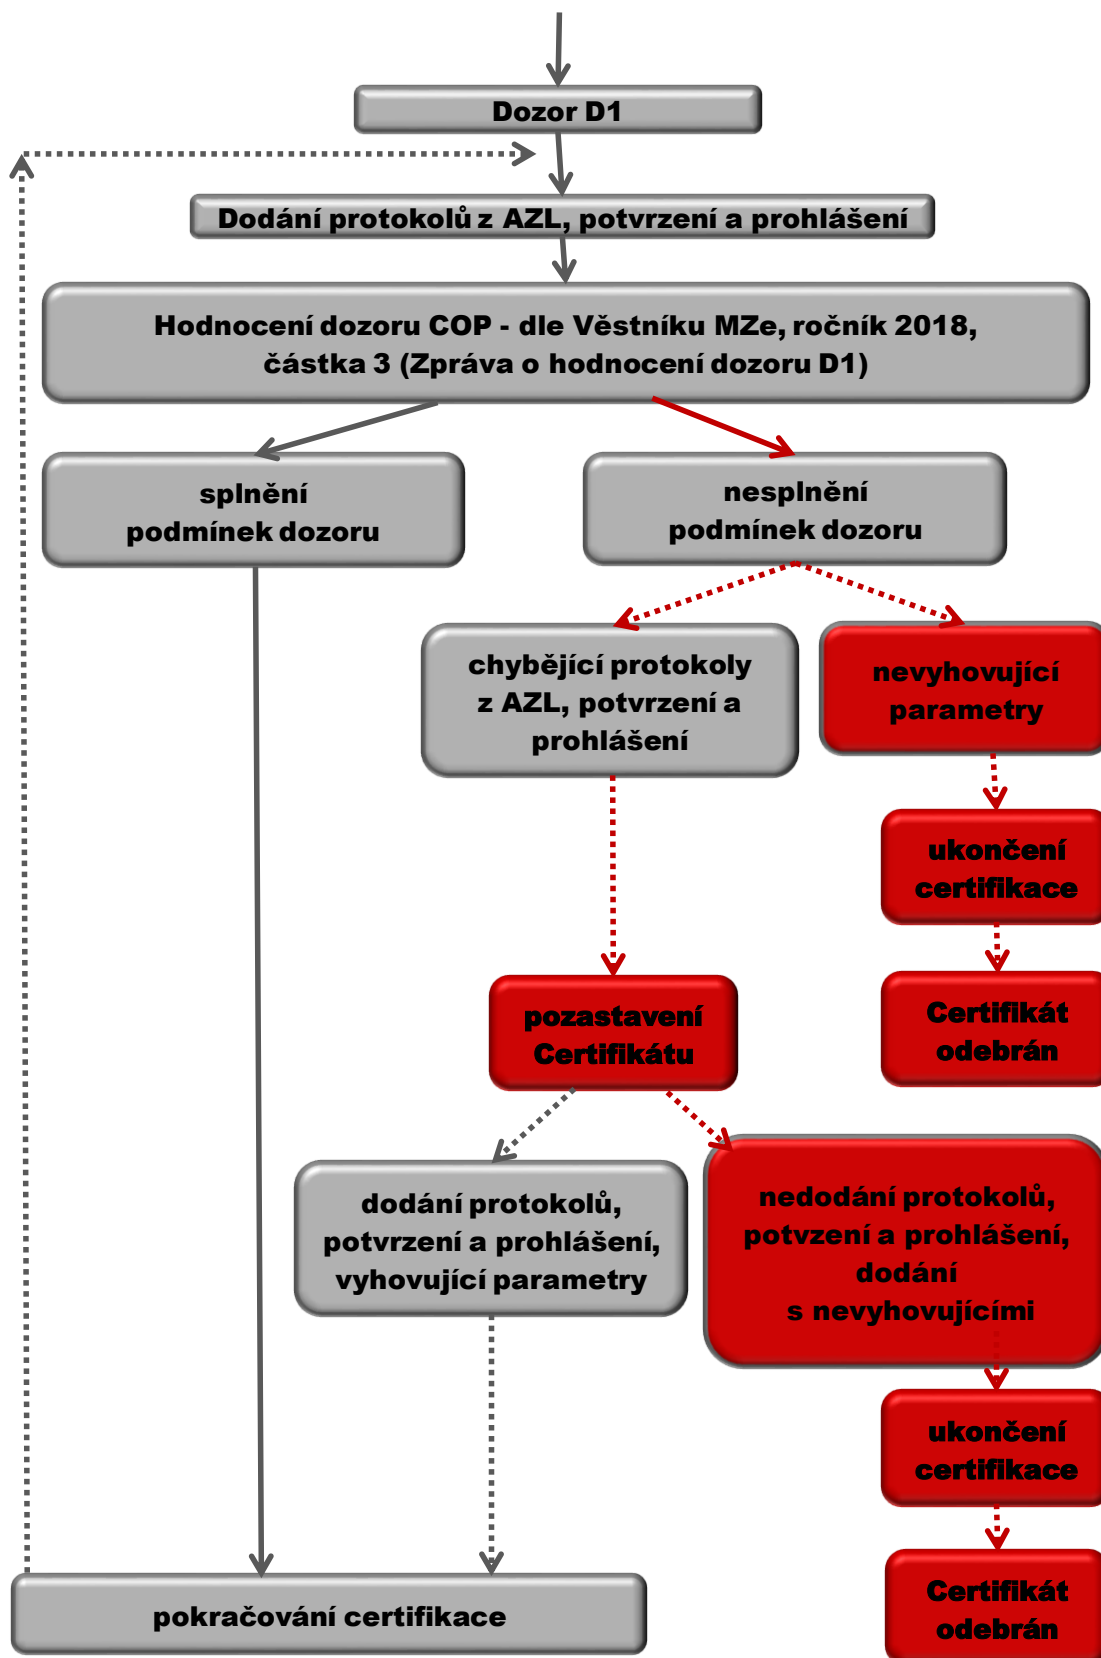 Dozor D1
Dodání protokolů z AZL, potvrzení a prohlášení
Hodnocení dozoru COP - dle Věstníku MZe, ročník 2018,
částka 3 (Zpráva o hodnocení dozoru D1)
splnění
podmínek dozoru
nesplnění
podmínek dozoru
chybějící protokoly
z AZL, potvrzení a
prohlášení
nevyhovující
parametry
ukončení
certifikace
pozastavení
Certifikátu
Certifikát
odebrán
dodání protokolů,
potvrzení a prohlášení,
vyhovující parametry
nedodání protokolů,
potvzení a prohlášení,
dodání
s nevyhovujícími
ukončení
certifikace
pokračování certifikace
Certifikát
odebrán